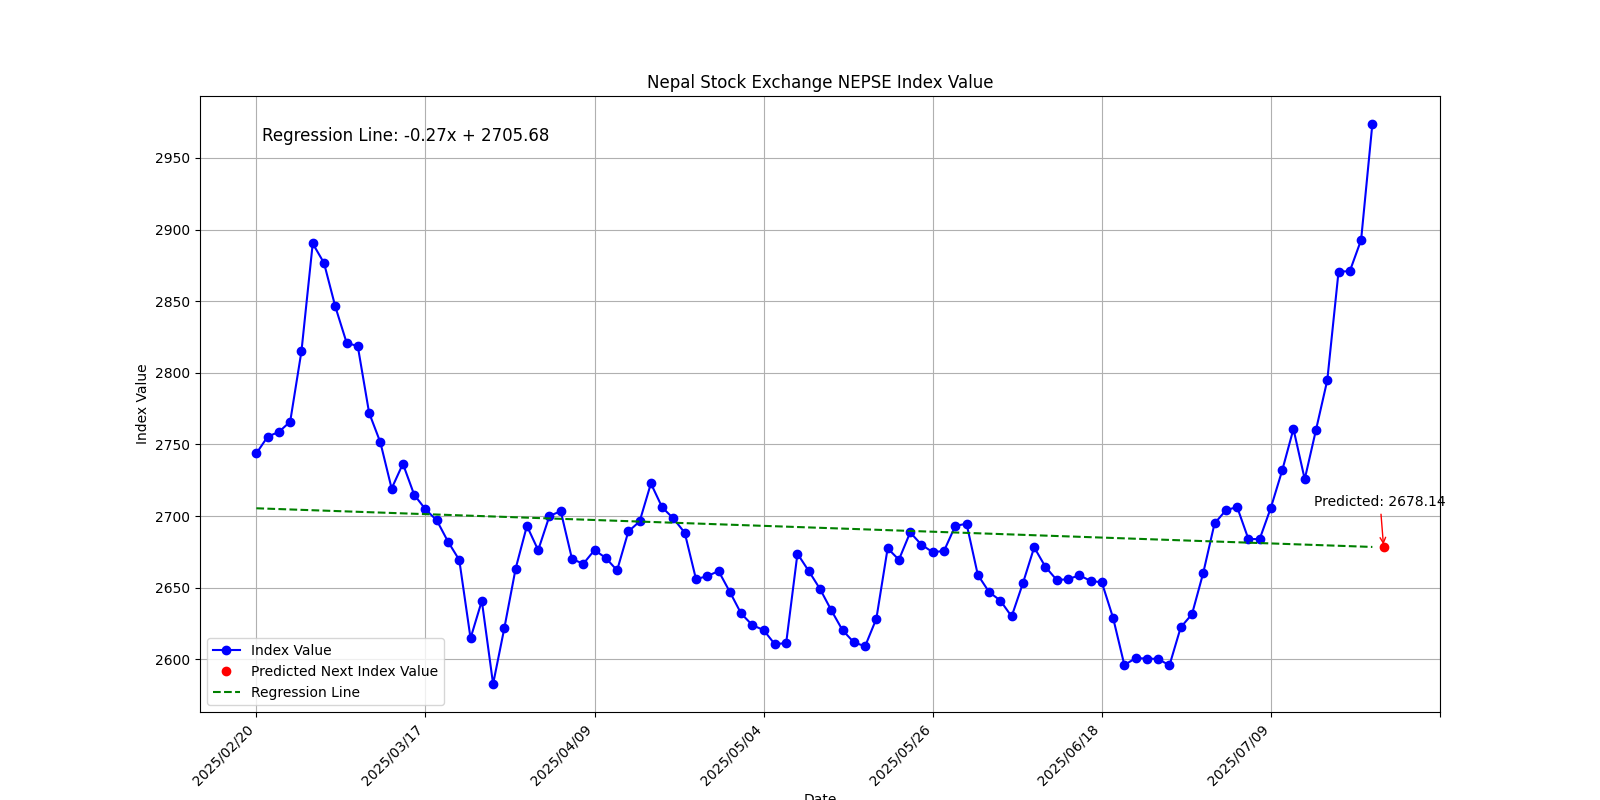 Nepal Stock Exchange NEPSE Index Value
Regression Line: -0.27x + 2705.68
2950
2900
2850
2800
2750
2700
2650
2600
Index Value
Predicted: 2678.14
Index Value
Predicted Next Index Value
Regression Line
2025/02/20
2025/03/17
2025/04/09
2025/05/04
2025/05/26
2025/06/18
2025/07/09
Date